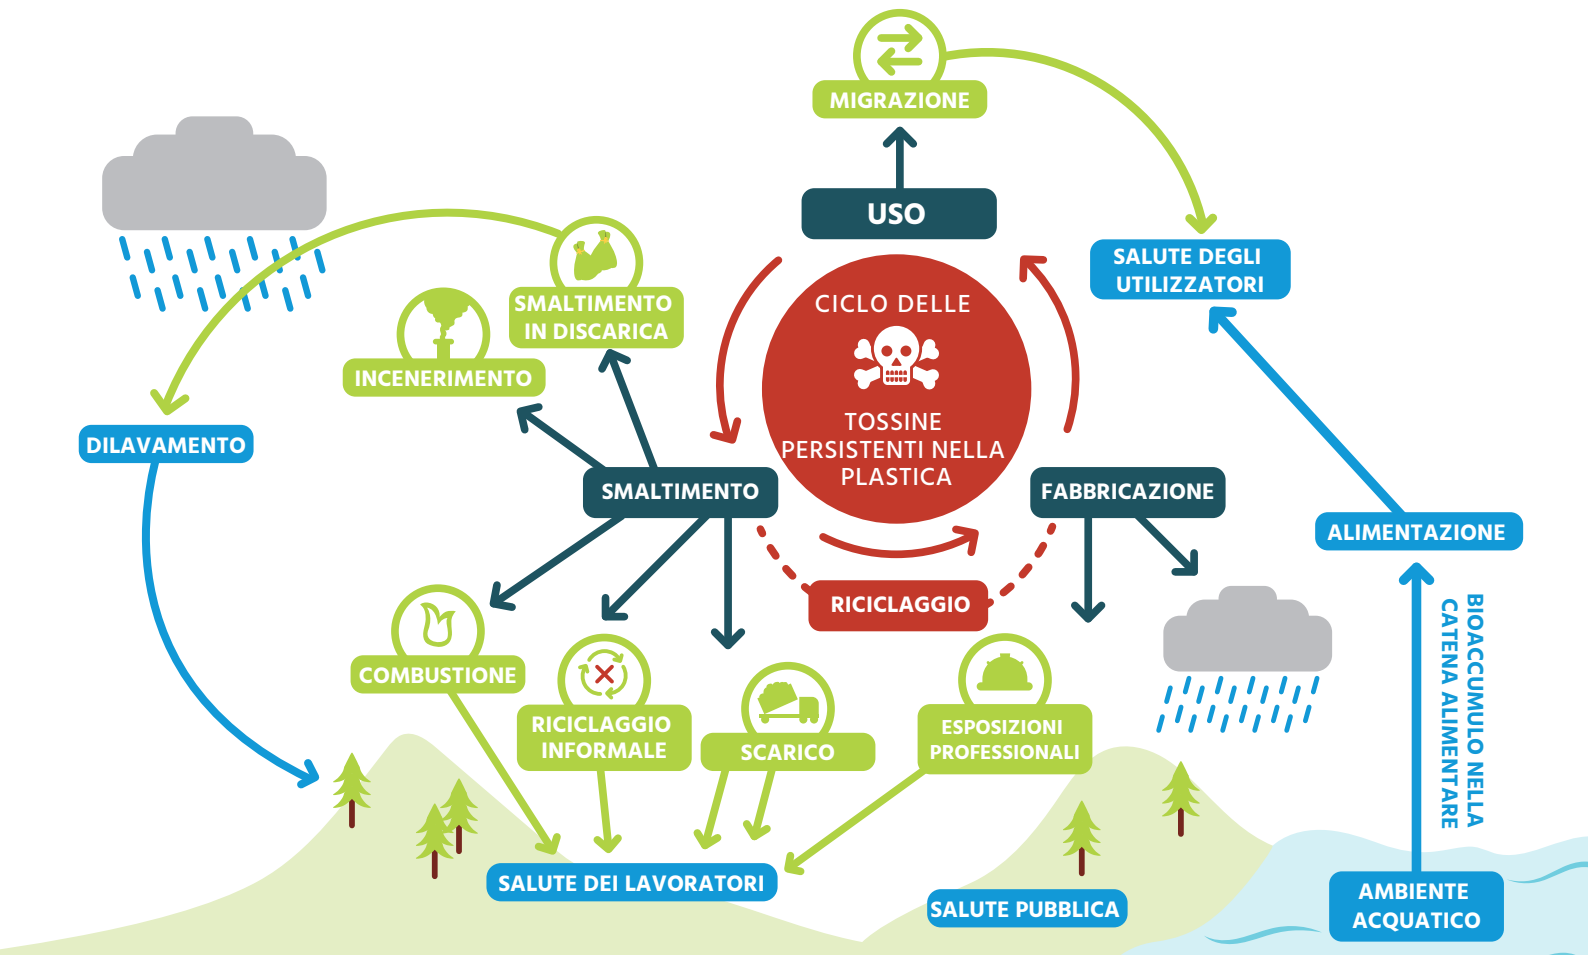 MIGRAZIONE
USO
SALUTE DEGLI
UTILIZZATORI
SMALTIMENTO
IN DISCARICA
INCENERIMENTO
CICLO DELLE
TOSSINE
PERSISTENTI NELLA
PLASTICA
DILAVAMENTO
SMALTIMENTO
FABBRICAZIONE
ALIMENTAZIONE
RICICLAGGIO
BIOACCUMULO NELLA
CATENA ALIMENTARE
COMBUSTIONE
RICICLAGGIO
INFORMALE
SCARICO
ESPOSIZIONI
PROFESSIONALI
SALUTE DEI LAVORATORI
SALUTE PUBBLICA
AMBIENTE
ACQUATICO